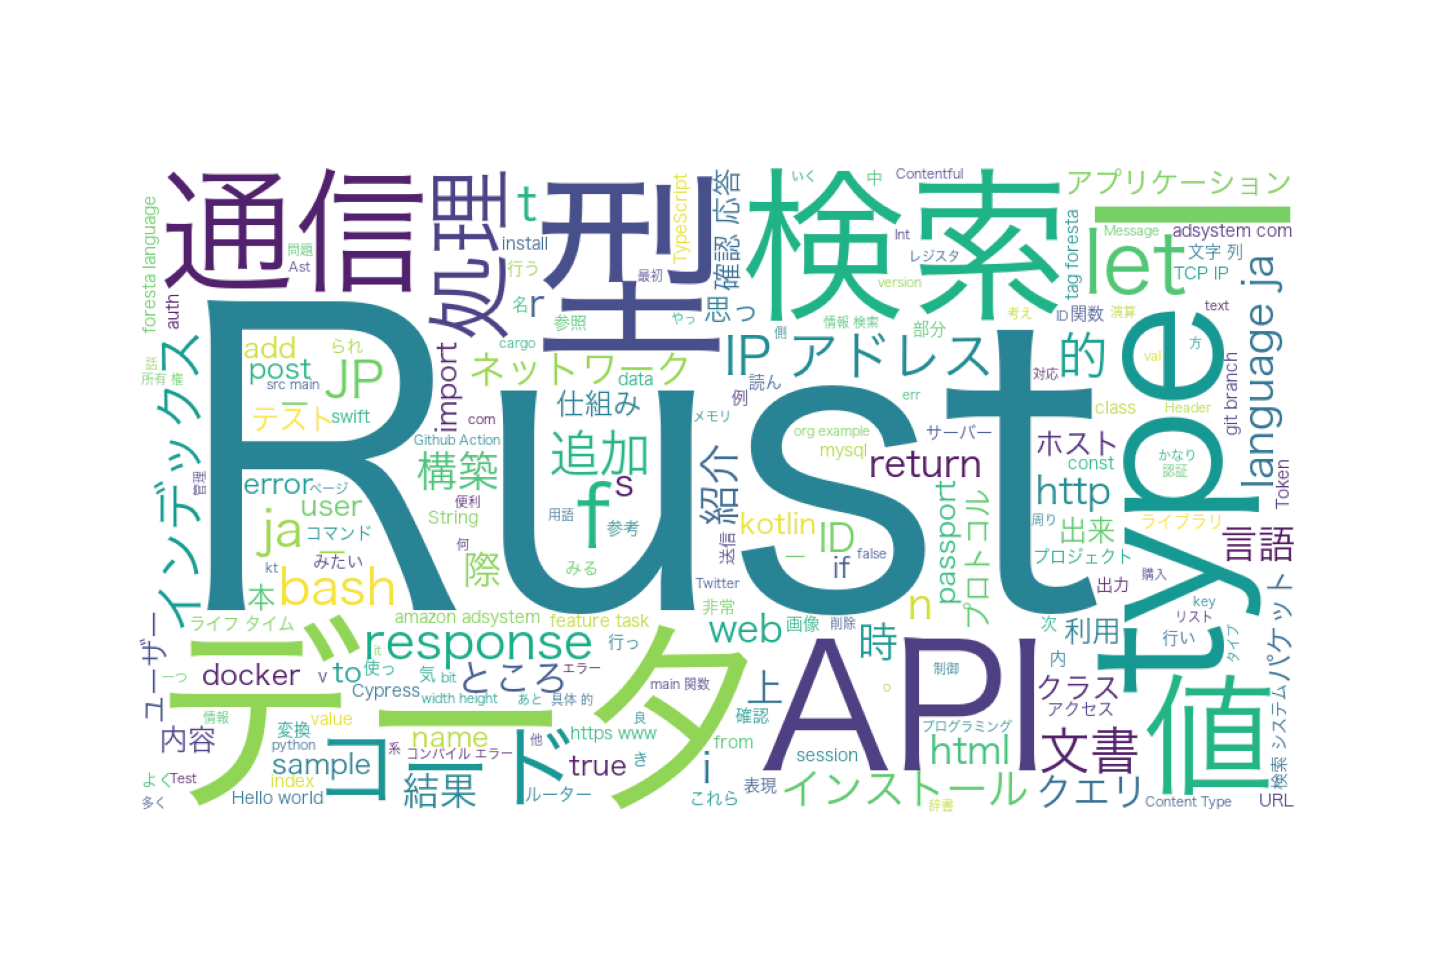 通信
処理
型
検索
アプリケーション
Rust
データ
API
type
値
let
language ja
インデックス
foresta language
問題
Ast
auth
話
所有 権
管理
add
られ
post
JP
src main
テスト
swift
import
t
install
行う
r
名
参照
cargo
ネットワーク
data
com
Github Action
仕組み
TypeScript
最初
やっ
確認 応答
思っ
IP アドレス
側
例
読ん
メモリ
いく
中
Contentful
Int
レジスタ
version
情報 検索
部分
考え
ID
関数
演算
tag foresta
Message
adsystem com
文字 列
TCP IP
text
val
方
git branch
的
対応
class
Header
err
org example
mysql
サーバー
ホスト
const
return
http
かなり
認証
Token
ライブラリ
言語
error
ページ
user
コマンド
ja
kt
みたい
本
bash
構築
便利
String
何
際
追加
f
s
用語
参考
みる
紹介
送信
Twitter
kotlin
ID
一
if
false
passport
プロトコル
周り
出来
プロジェクト
出力
購入
リスト
key
行い
タイプ
パケット
検索 システム
ユーザー
ライフ タイム
一つ
docker
v
to
使っ
it
response
amazon adsystem
feature task
行っ
気
bit
Cypress
ところ
エラー
width height
あと
具体 的
main 関数
非常
web
画像
削除
n
時
上
制御
次
利用
内
クラス
アクセス
内容
情報
変換
value
python
sample
index
Hello world
よく
Test
多く
コード
name
系
コンパイル エラー
他
結果
true
ルーター
https www
良
き
これら
i
from
確認
表現
session
インストール
プログラミング
html
辞書
文書
クエリ
Content Type
URL